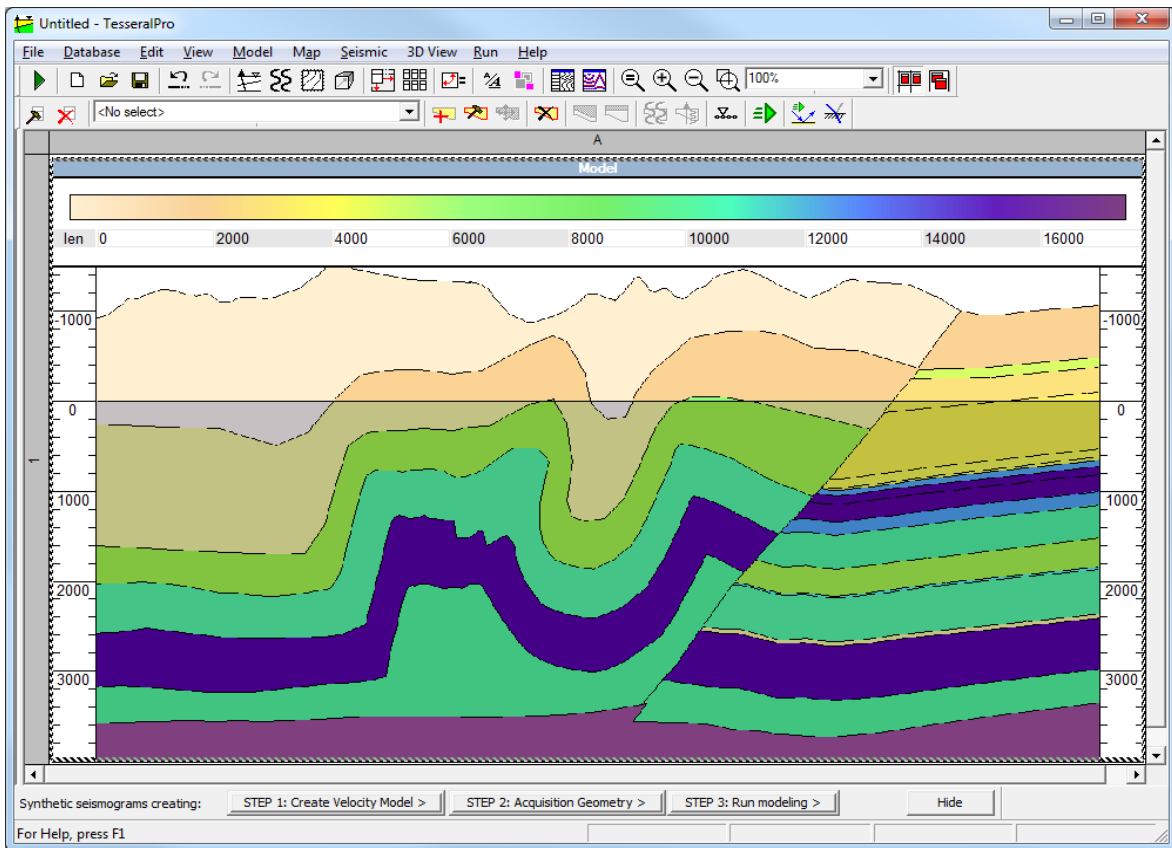 Untitled - TesseralPro
File Database Edit View Model Map Seismic 3D View Run Help
100%
<No select>
A
Model
len 0 2000 4000 6000 8000 10000 12000 14000 16000
-1000 -1000
0 0
1
1000 1000
2000 2000
3000 3000
Synthetic seismograms creating: STEP 1: Create Velocity Model > STEP 2: Acquisition Geometry > STEP 3: Run modeling > Hide
For Help, press F1